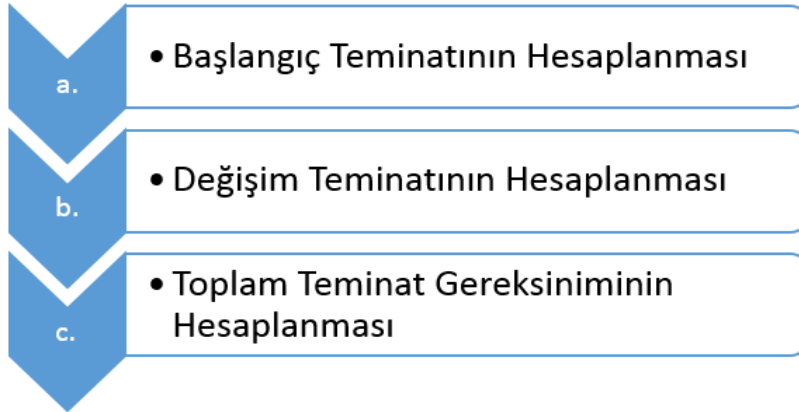 a.
• Başlangıç Teminatının Hesaplanması
b.
• Değişim Teminatının Hesaplanması
c.
• Toplam Teminat Gereksiniminin
Hesaplanması